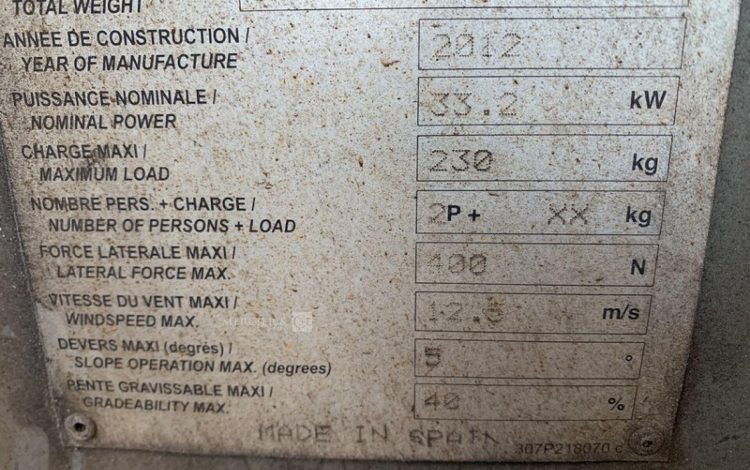 TOTAL WEIGHT
ANNÉE DE CONSTRUCTION / 2012
YEAR OF MANUFACTURE
PUISSANCE NOMINALE / 33.2 kW
NOMINAL POWER
CHARGE MAXI / 230 kg
MAXIMUM LOAD
NOMBRE PERS. + CHARGE / 2P + XX kg
NUMBER OF PERSONS + LOAD
FORCE LATERALE MAXI / 400 N
LATERAL FORCE MAX.
VITESSE DU VENT MAXI / m/s
WINDSPEED MAX.
DEVERS MAXI (degrés) / 5 °
SLOPE OPERATION MAX. (degrees)
PENTE GRAVISSABLE MAXI / 40 %
GRADEABILITY MAX.
MADE IN SPAIN
307P218070 c